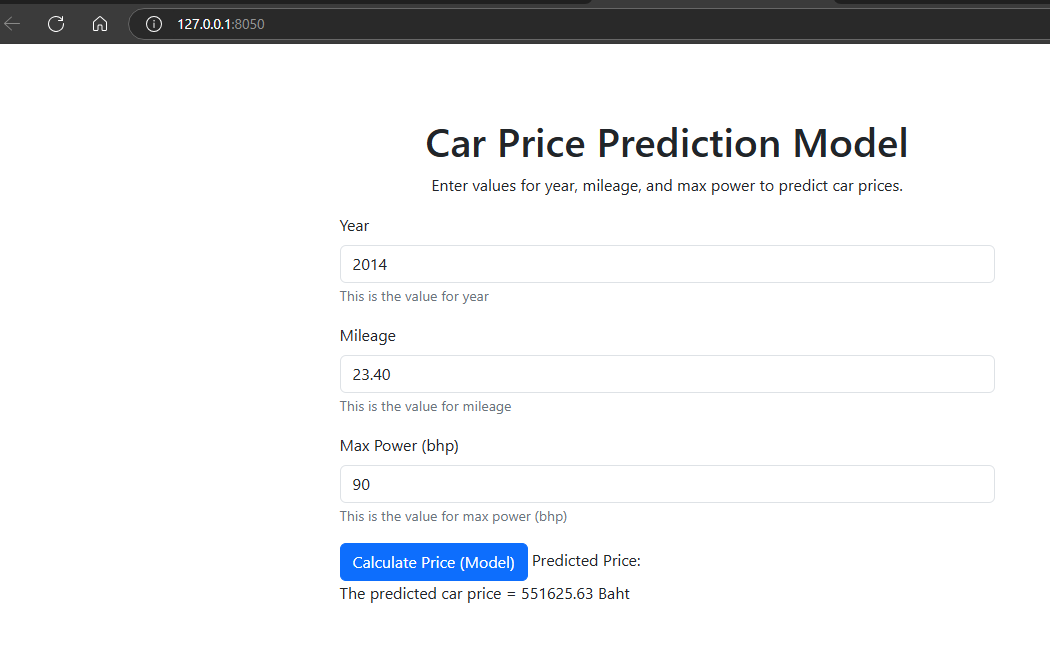 127.0.0.1:8050
Car Price Prediction Model
Enter values for year, mileage, and max power to predict car prices.
Year
2014
This is the value for year
Mileage
23.40
This is the value for mileage
Max Power (bhp)
90
This is the value for max power (bhp)
Calculate Price (Model) Predicted Price:
The predicted car price = 551625.63 Baht